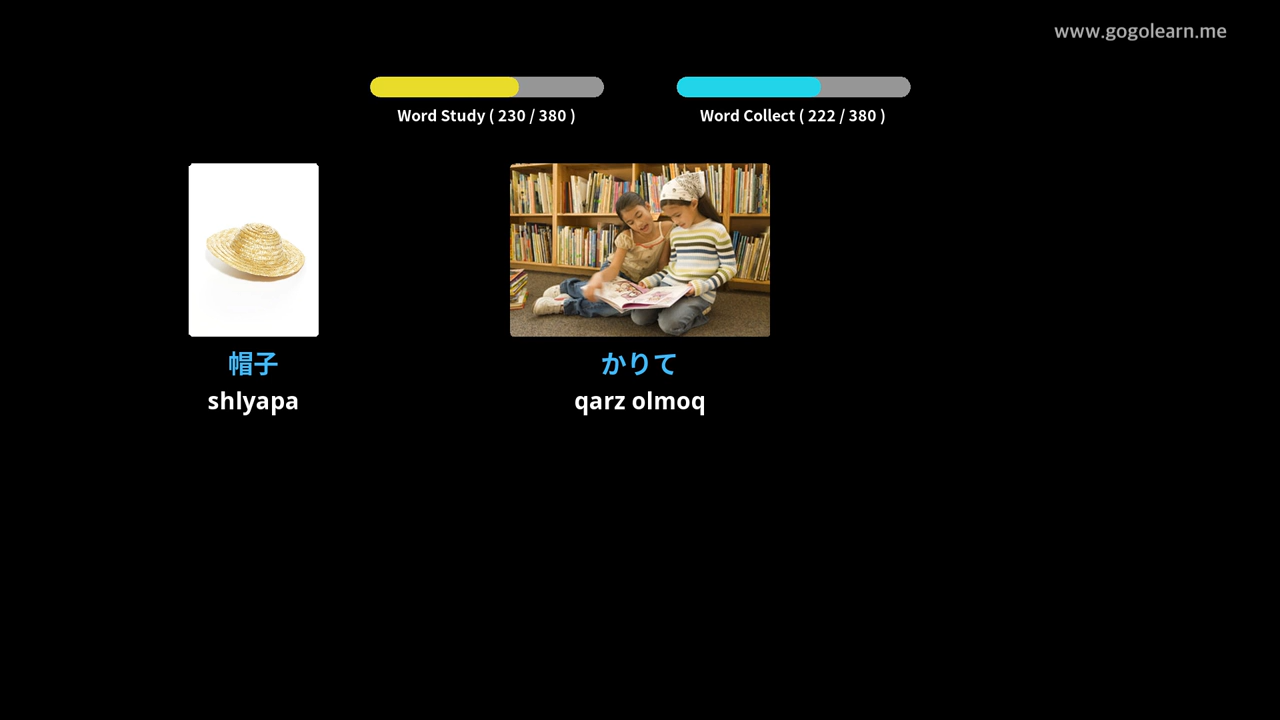 www.gogolearn.me
Word Study ( 230 / 380 )
Word Collect ( 222 / 380 )
帽子
shlyapa
かりて
qarz olmoq